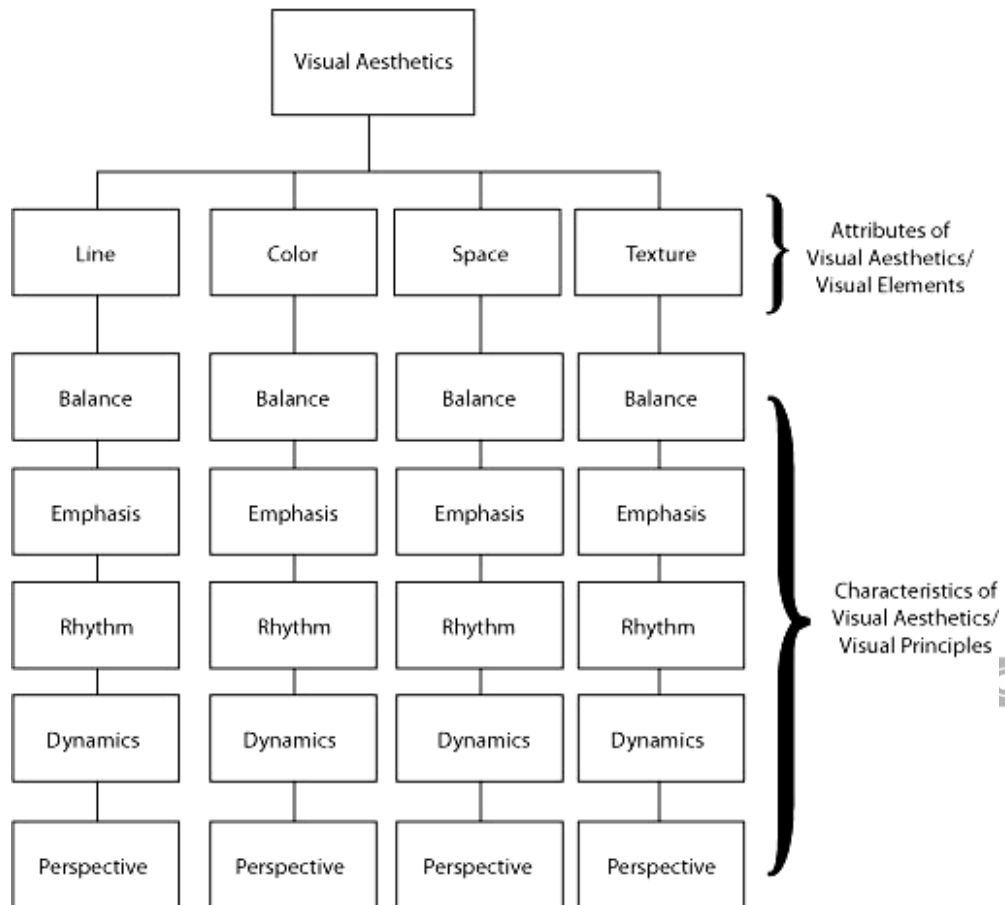 Visual Aesthetics
Line
Color
Space
Texture
Attributes of
Visual Aesthetics/
Visual Elements
Balance
Balance
Balance
Balance
Emphasis
Emphasis
Emphasis
Emphasis
Rhythm
Rhythm
Rhythm
Rhythm
Characteristics of
Visual Aesthetics/
Visual Principles
Dynamics
Dynamics
Dynamics
Dynamics
Perspective
Perspective
Perspective
Perspective